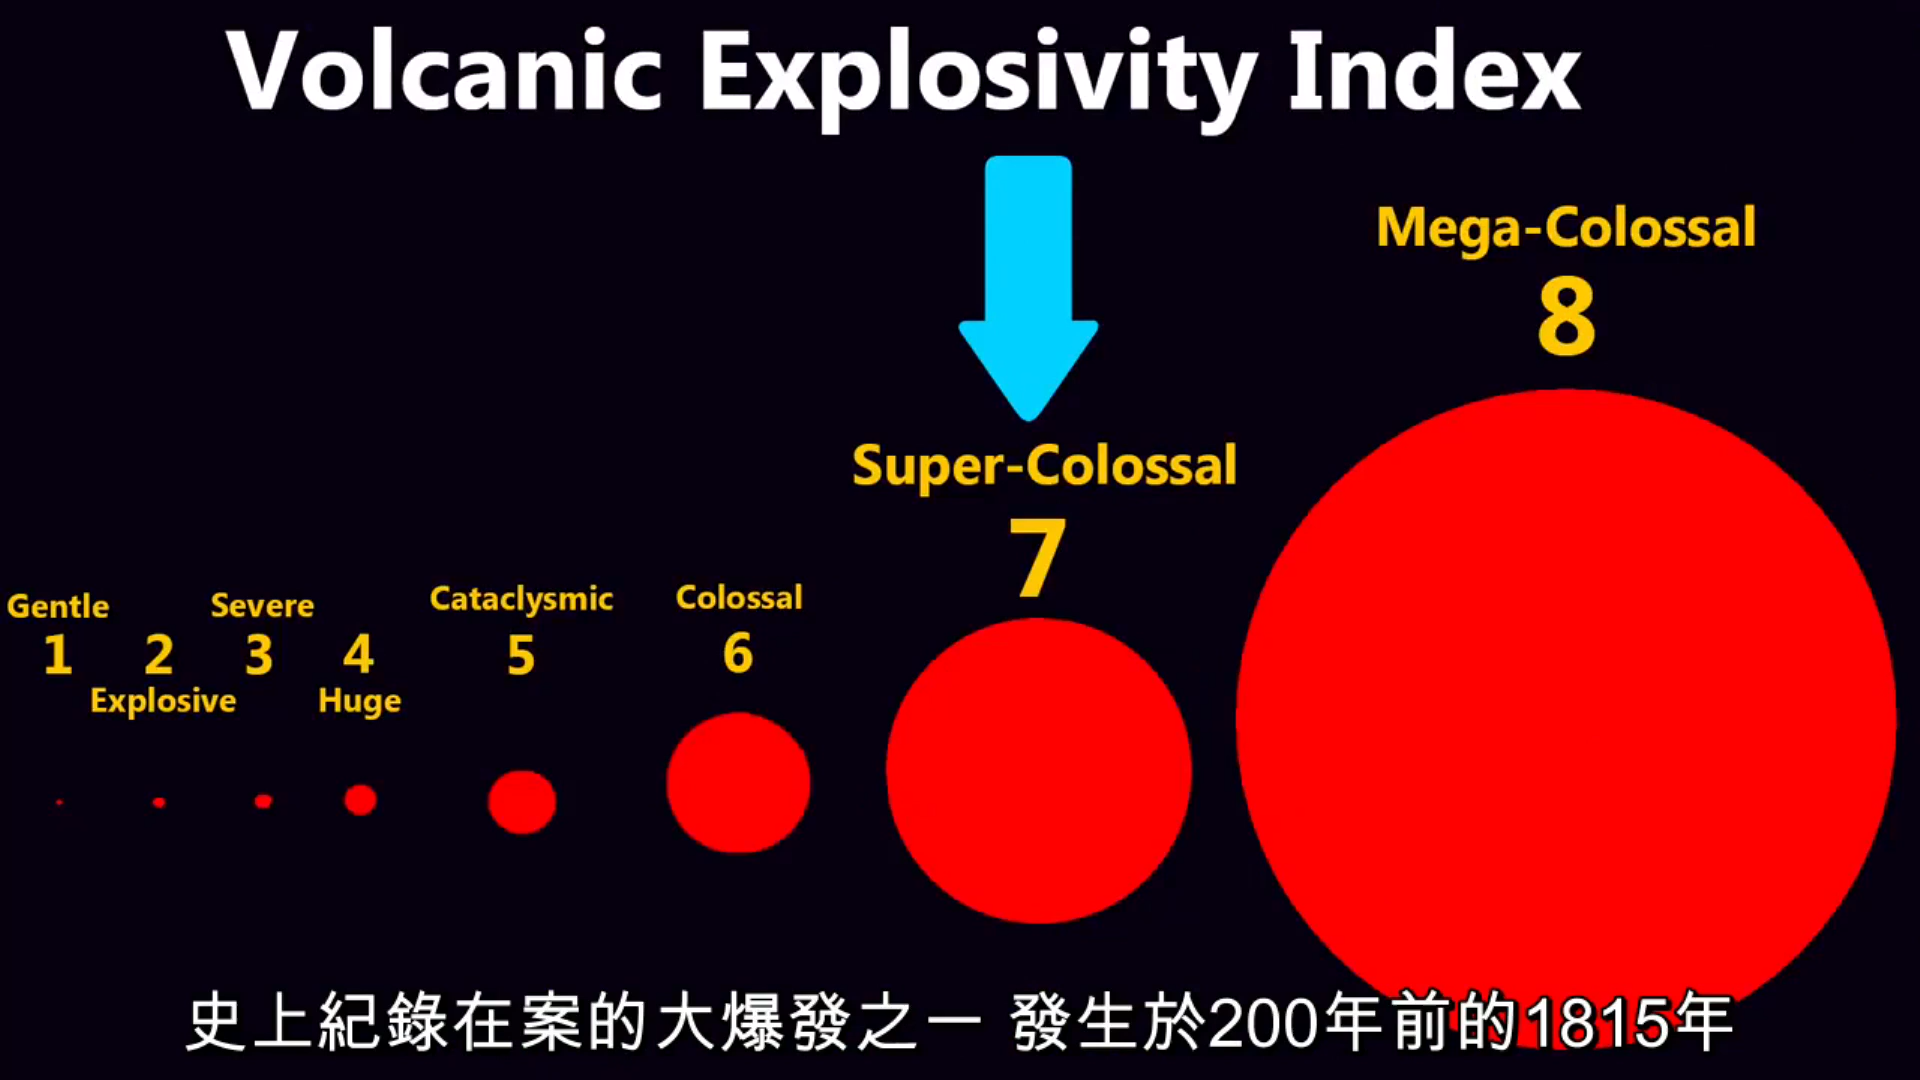 Volcanic Explosivity Index
Mega-Colossal
8
Super-Colossal
7
Gentle
1
2
Explosive
Severe
3
4
Huge
Cataclysmic
5
Colossal
6
史上紀錄在案的大爆發之一 發生於200年前的1815年